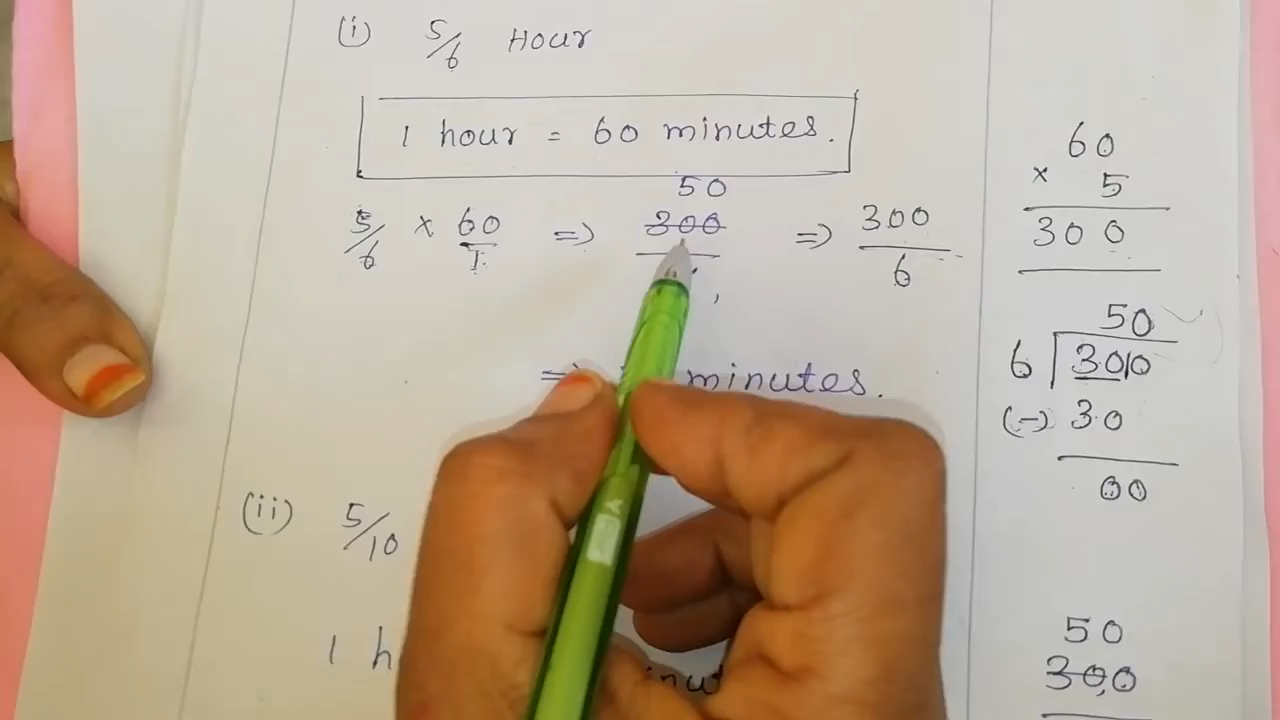 (i) 5/6 Hour
1 hour = 60 minutes.
50
5/6 × 60/1 => 300 => 300/6
=> minutes.
(ii) 5/10
1 h
60
× 5
300
50
6 300
(-) 30
00
50
300